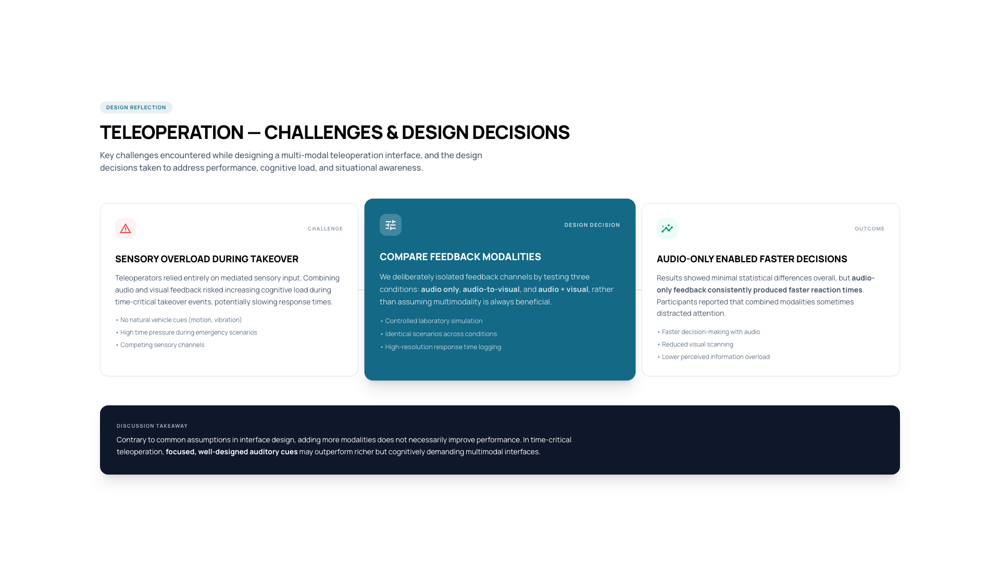 DESIGN REFLECTION
TELEOPERATION — CHALLENGES & DESIGN DECISIONS
Key challenges encountered while designing a multi-modal teleoperation interface, and the design
decisions taken to address performance, cognitive load, and situational awareness.
CHALLENGE
SENSORY OVERLOAD DURING TAKEOVER
Teleoperators relied entirely on mediated sensory input. Combining
audio and visual feedback risked increasing cognitive load during
time-critical takeover events, potentially slowing response times.
• No natural vehicle cues (motion, vibration)
• High time pressure during emergency scenarios
• Competing sensory channels
DESIGN DECISION
COMPARE FEEDBACK MODALITIES
We deliberately isolated feedback channels by testing three
conditions: audio only, audio-to-visual, and audio + visual, rather
than assuming multimodality is always beneficial.
• Controlled laboratory simulation
• Identical scenarios across conditions
• High-resolution response time logging
OUTCOME
AUDIO-ONLY ENABLED FASTER DECISIONS
Results showed minimal statistical differences overall, but audio-
only feedback consistently produced faster reaction times.
Participants reported that combined modalities sometimes
distracted attention.
• Faster decision-making with audio
• Reduced visual scanning
• Lower perceived information overload
DISCUSSION TAKEAWAY
Contrary to common assumptions in interface design, adding more modalities does not necessarily improve performance. In time-critical
teleoperation, focused, well-designed auditory cues may outperform richer but cognitively demanding multimodal interfaces.